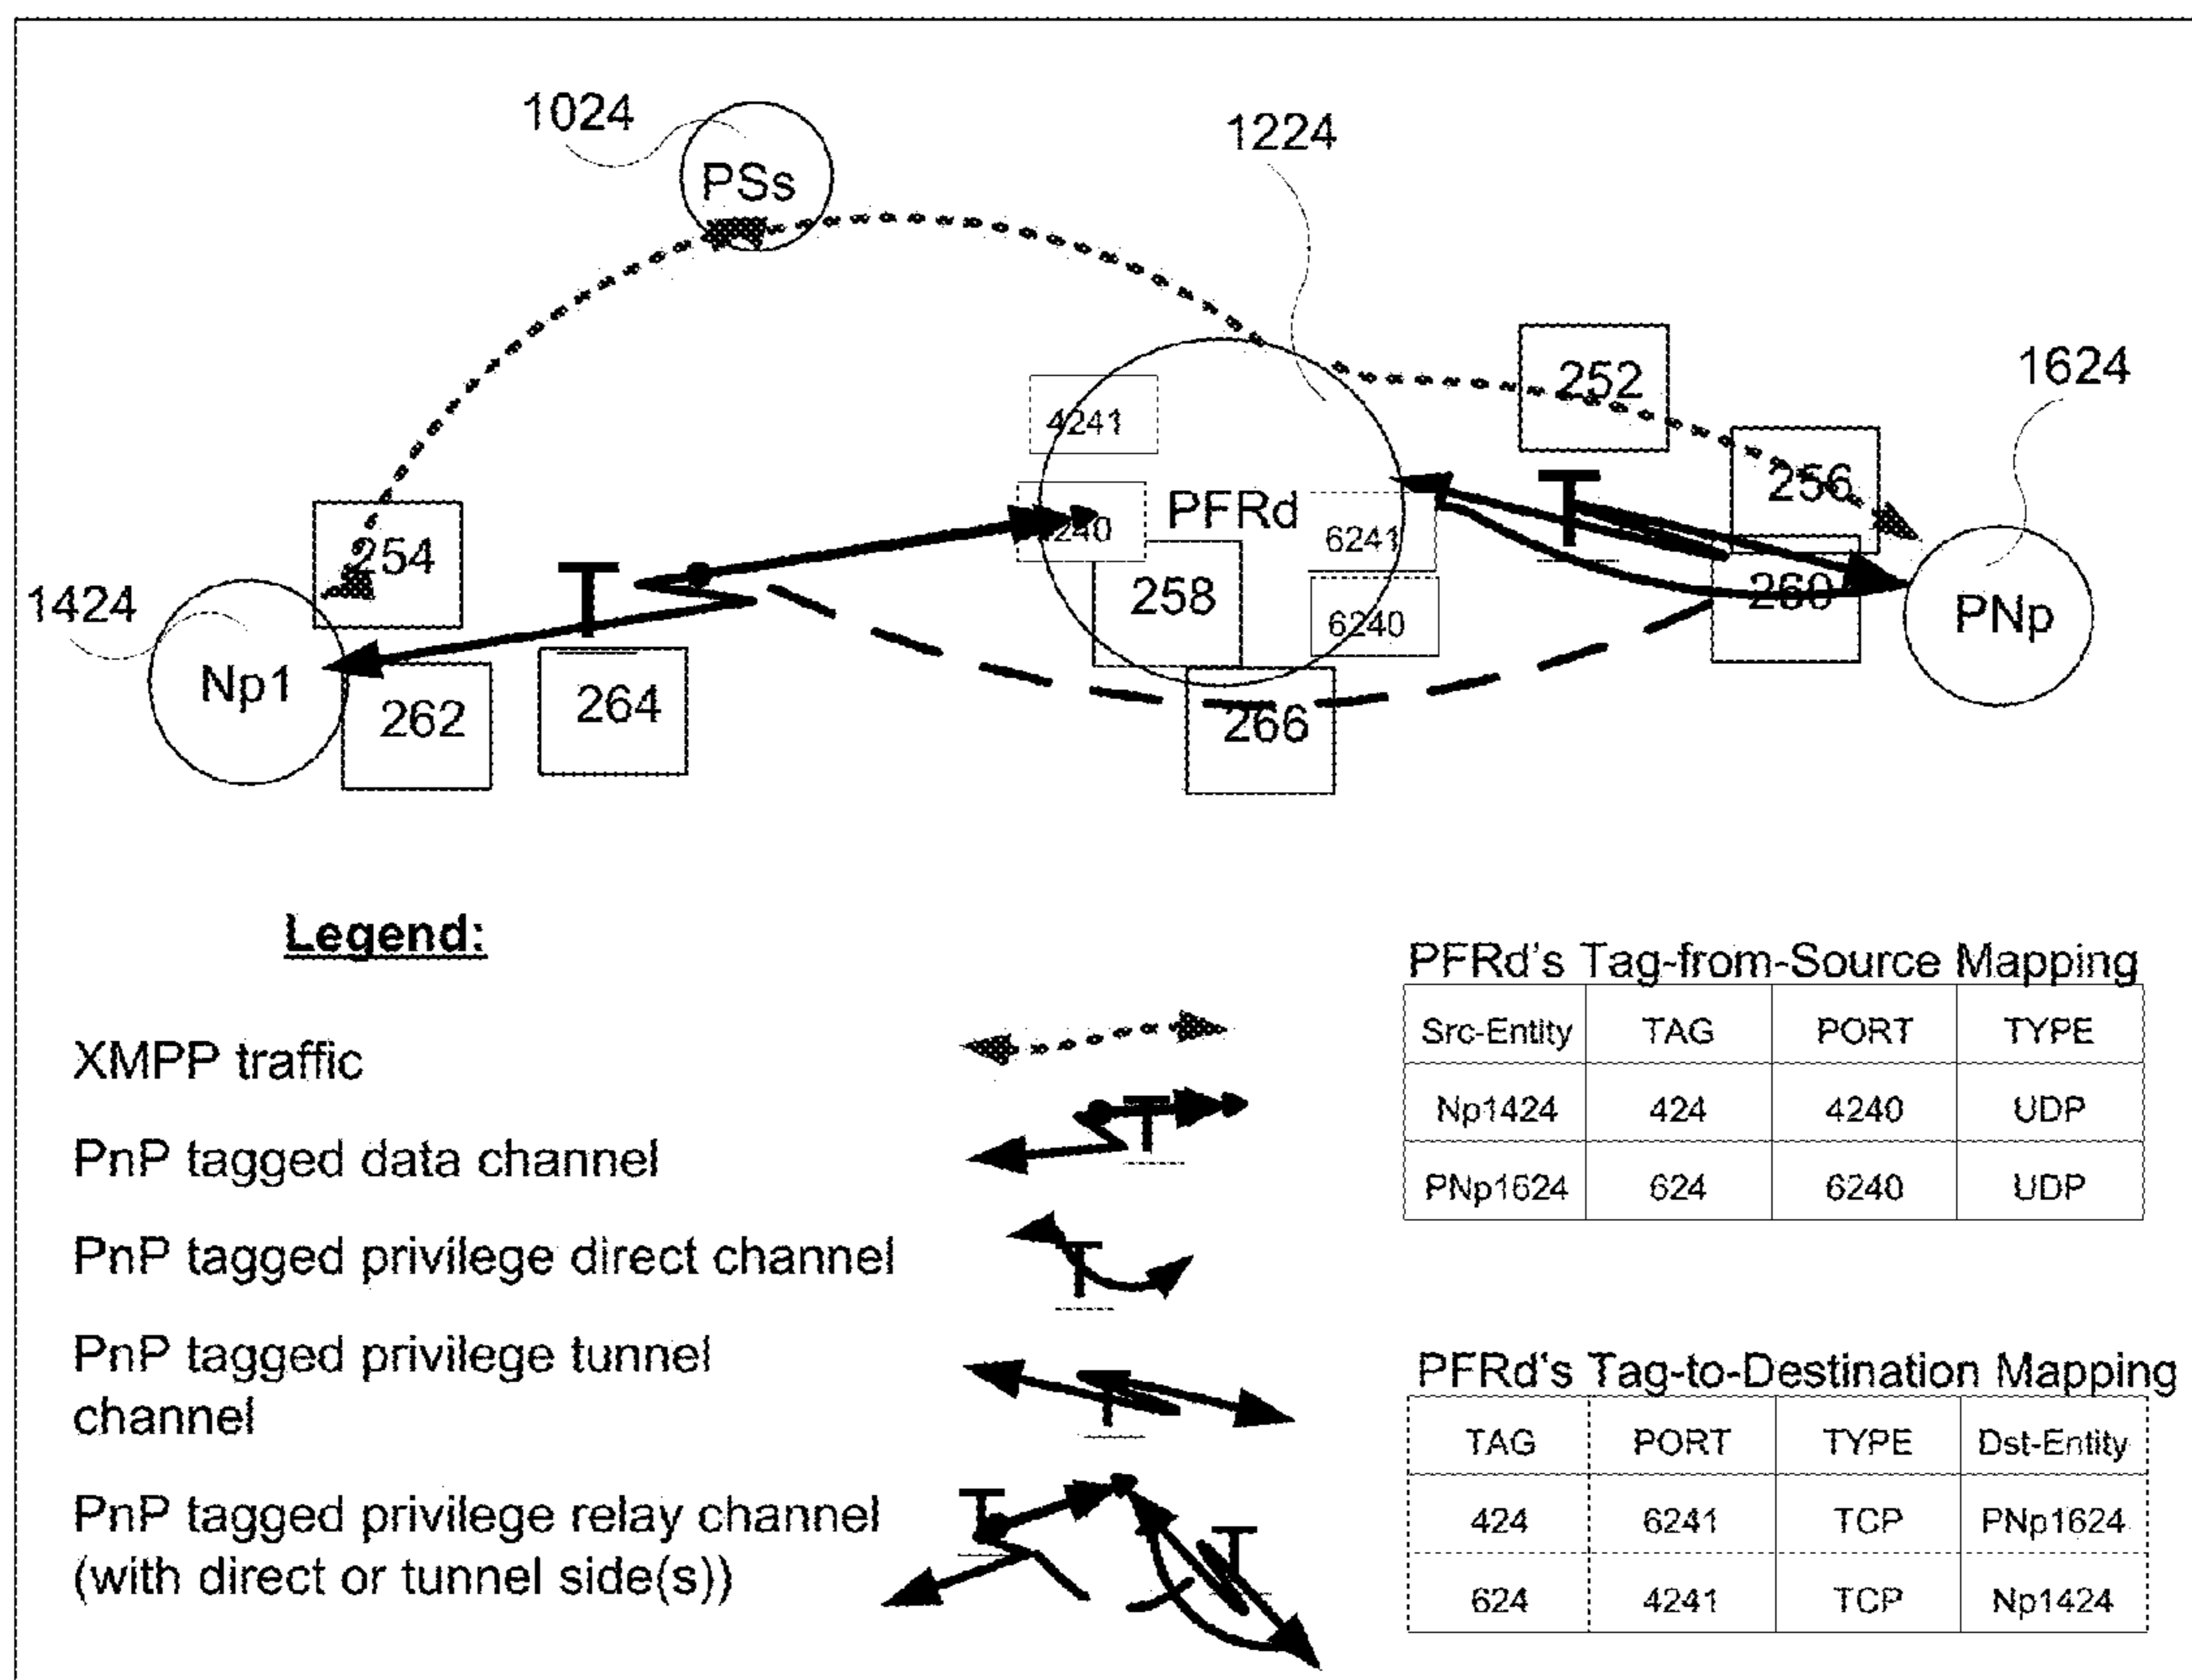 1024
1224
PSs
1624
252
4241
256
PFRd
240
6241
254
258
260
1424
6240
PNp
Np1
262
264
266
Legend:
PFRd's Tag-from-Source Mapping
Src-Entity TAG PORT TYPE
XMPP traffic
Np1424 424 4240 UDP
PnP tagged data channel T
PNp1624 624 6240 UDP
PnP tagged privilege direct channel T
PnP tagged privilege tunnel T
channel
PFRd's Tag-to-Destination Mapping
TAG PORT TYPE Dst-Entity
PnP tagged privilege relay channel T T
(with direct or tunnel side(s))
424 6241 TCP PNp1624
624 4241 TCP Np1424
T
T